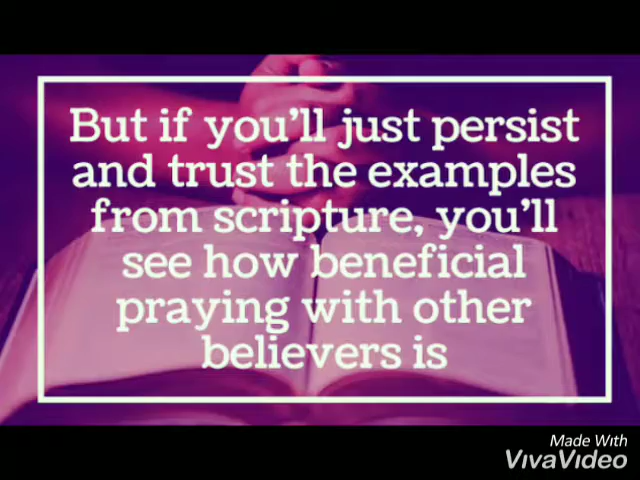 But if you'll just persist
and trust the examples
from scripture, you'll
see how beneficial
praying with other
believers is
Made With
VivaVideo